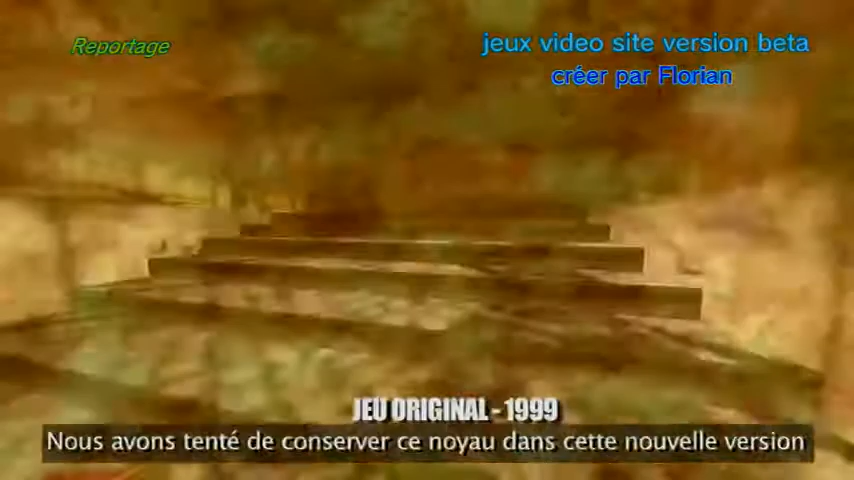 Reportage
jeux video site version beta
créer par Florian
JEU ORIGINAL - 1999
Nous avons tenté de conserver ce noyau dans cette nouvelle version